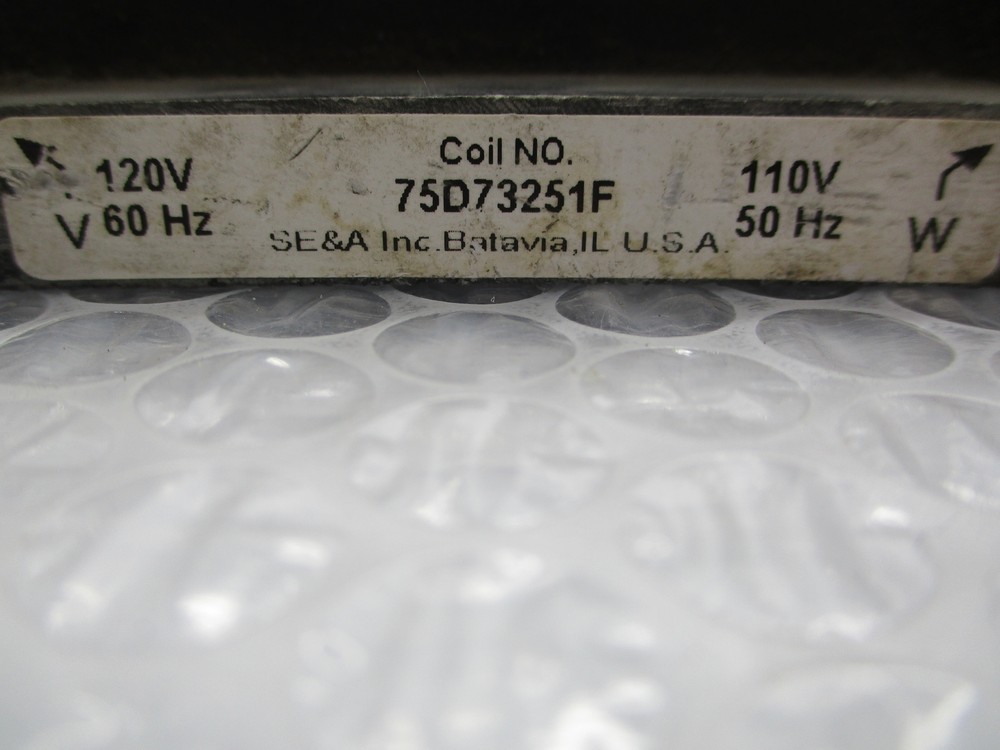 Coil NO.
120V 75D73251F 110V
V 60 Hz SE&A Inc.Batavia,IL U.S.A. 50 Hz W